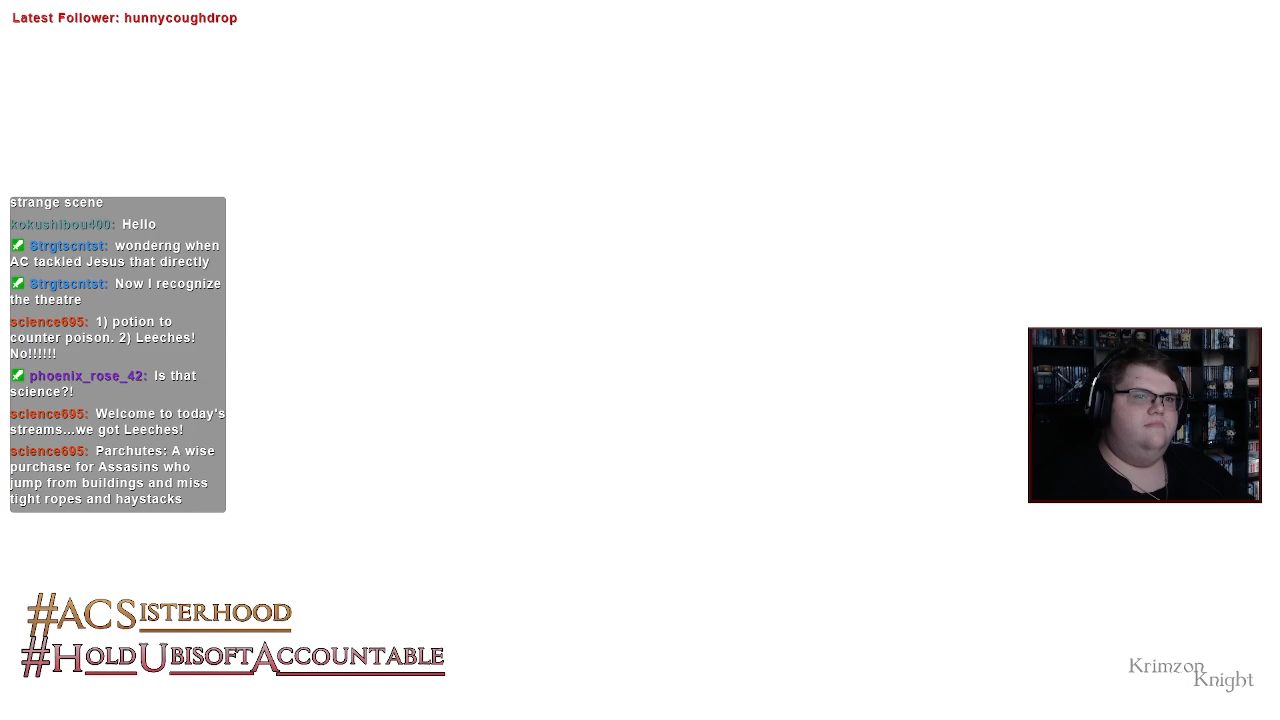 Latest Follower: hunnycoughdrop
strange scene
kokushibou400: Hello
Strgtscntst: wonderng when
AC tackled Jesus that directly
Strgtscntst: Now I recognize
the theatre
science695: 1) potion to
counter poison. 2) Leeches!
No!!!!!!
phoenix_rose_42: Is that
science?!
science695: Welcome to today's
streams...we got Leeches!
science695: Parchutes: A wise
purchase for Assasins who
jump from buildings and miss
tight ropes and haystacks
#ACSisterhood
#HoldUbisoftAccountable
Krimzon
Knight